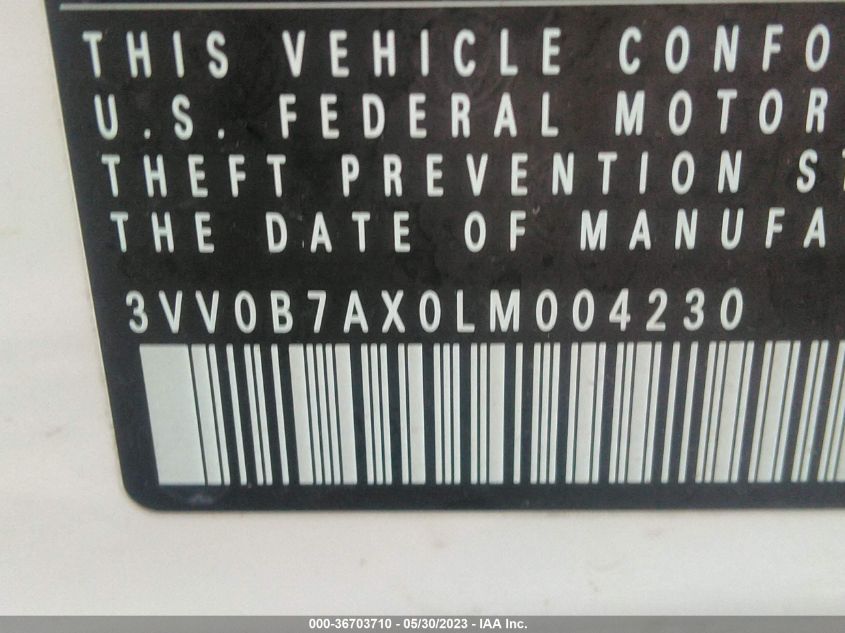 THIS VEHICLE CONFO
U.S. FEDERAL MOTOR
THEFT PREVENTION S
THE DATE OF MANUFA
3VV0B7AX0LM004230
000-36703710 - 05/30/2023 - IAA Inc.